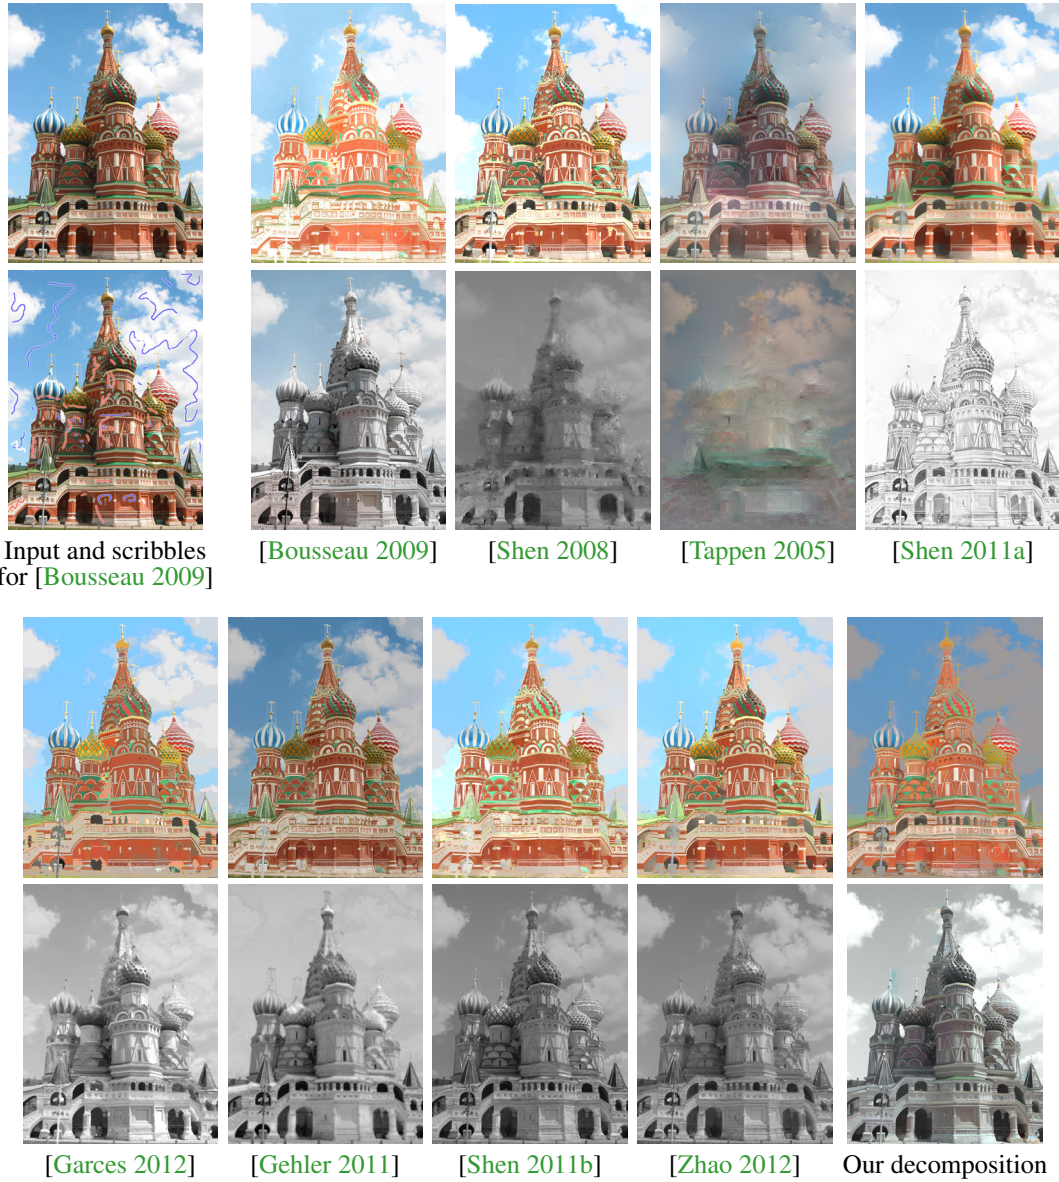 Input and scribbles
for [Bousseau 2009]
[Bousseau 2009]
[Shen 2008]
[Tappen 2005]
[Shen 2011a]
[Garces 2012]
[Gehler 2011]
[Shen 2011b]
[Zhao 2012]
Our decomposition